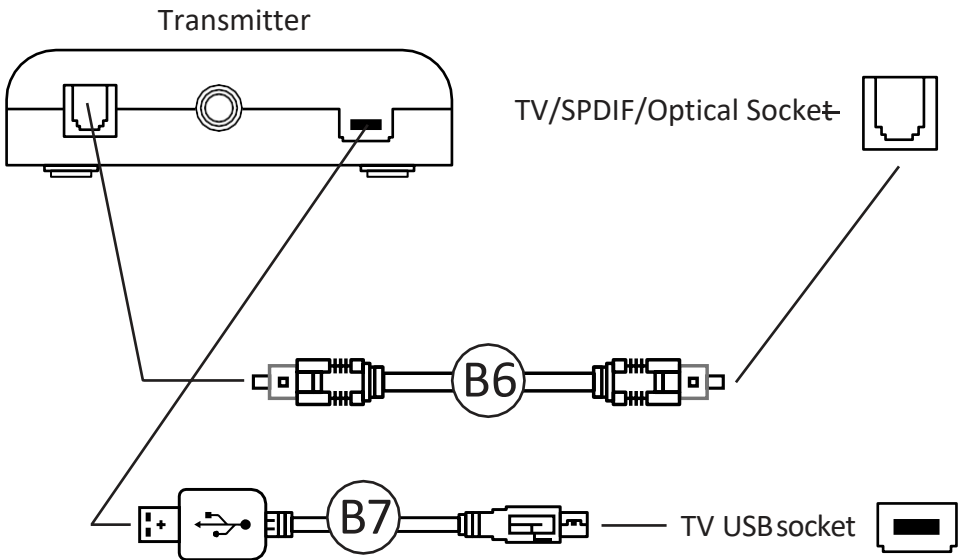 Transmitter
TV/SPDIF/Optical Socket
B6
B7
TV USB socket